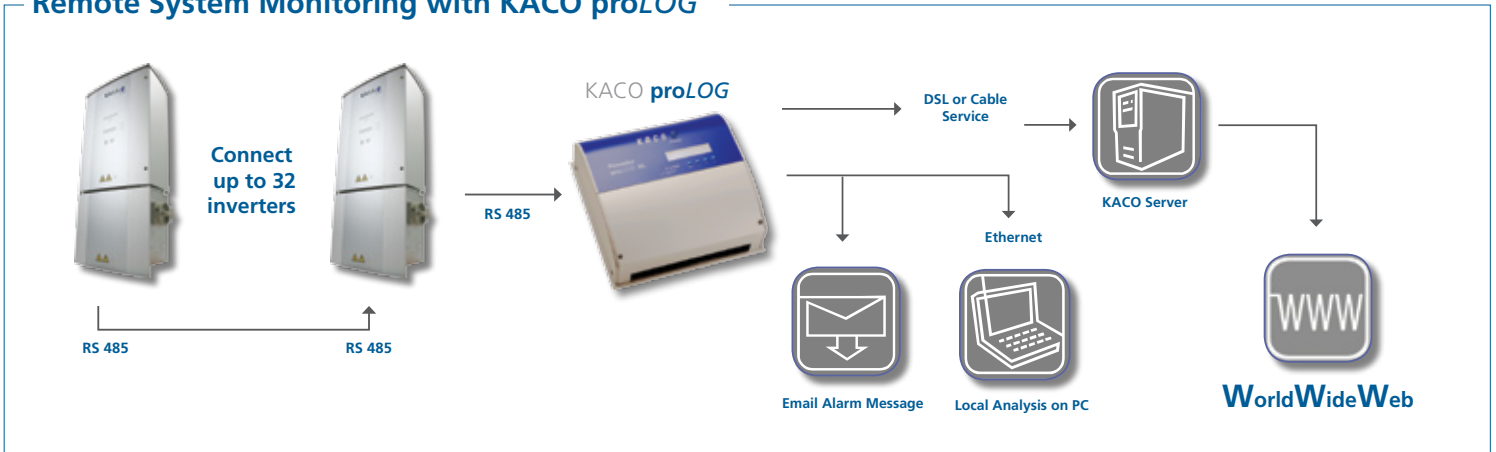 Remote System Monitoring with KACO proLOG
KACO proLOG
Connect
up to 32
inverters
RS 485
RS 485
RS 485
DSL or Cable
Service
KACO Server
Ethernet
Email Alarm Message
Local Analysis on PC
WWW
WorldWideWeb
KACO